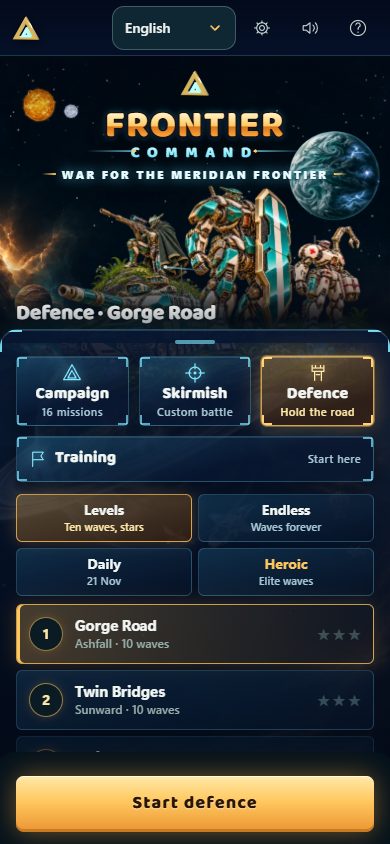 English
FRONTIER
COMMAND
WAR FOR THE MERIDIAN FRONTIER
Defence · Gorge Road
Campaign
16 missions
Skirmish
Custom battle
Defence
Hold the road
Training
Start here
Levels
Ten waves, stars
Endless
Waves forever
Daily
21 Nov
Heroic
Elite waves
1
Gorge Road
Ashfall · 10 waves
2
Twin Bridges
Sunward · 10 waves
Start defence